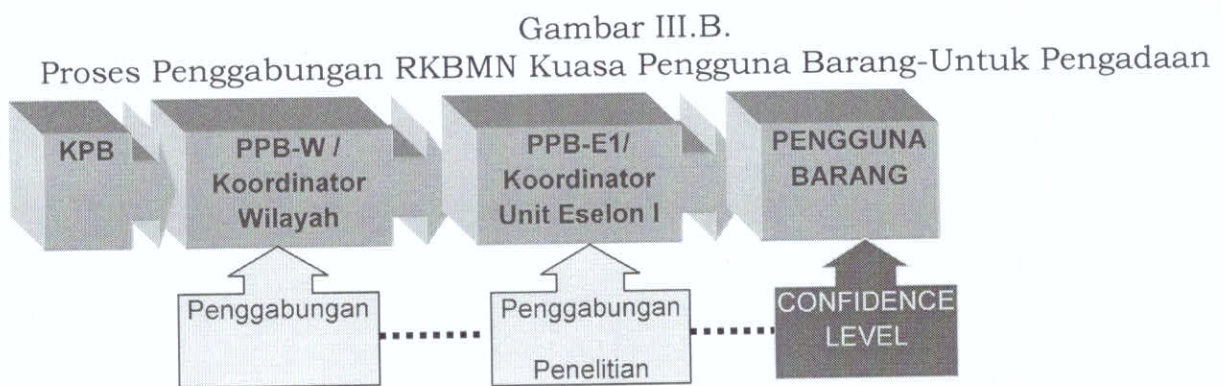 Gambar III.B.
Proses Penggabungan RKBMN Kuasa Pengguna Barang-Untuk Pengadaan
KPB
PPB-W /
Koordinator
Wilayah
PPB-E1/
Koordinator
Unit Eselon I
PENGGUNA
BARANG
Penggabungan
Penggabungan
Penelitian
CONFIDENCE
LEVEL